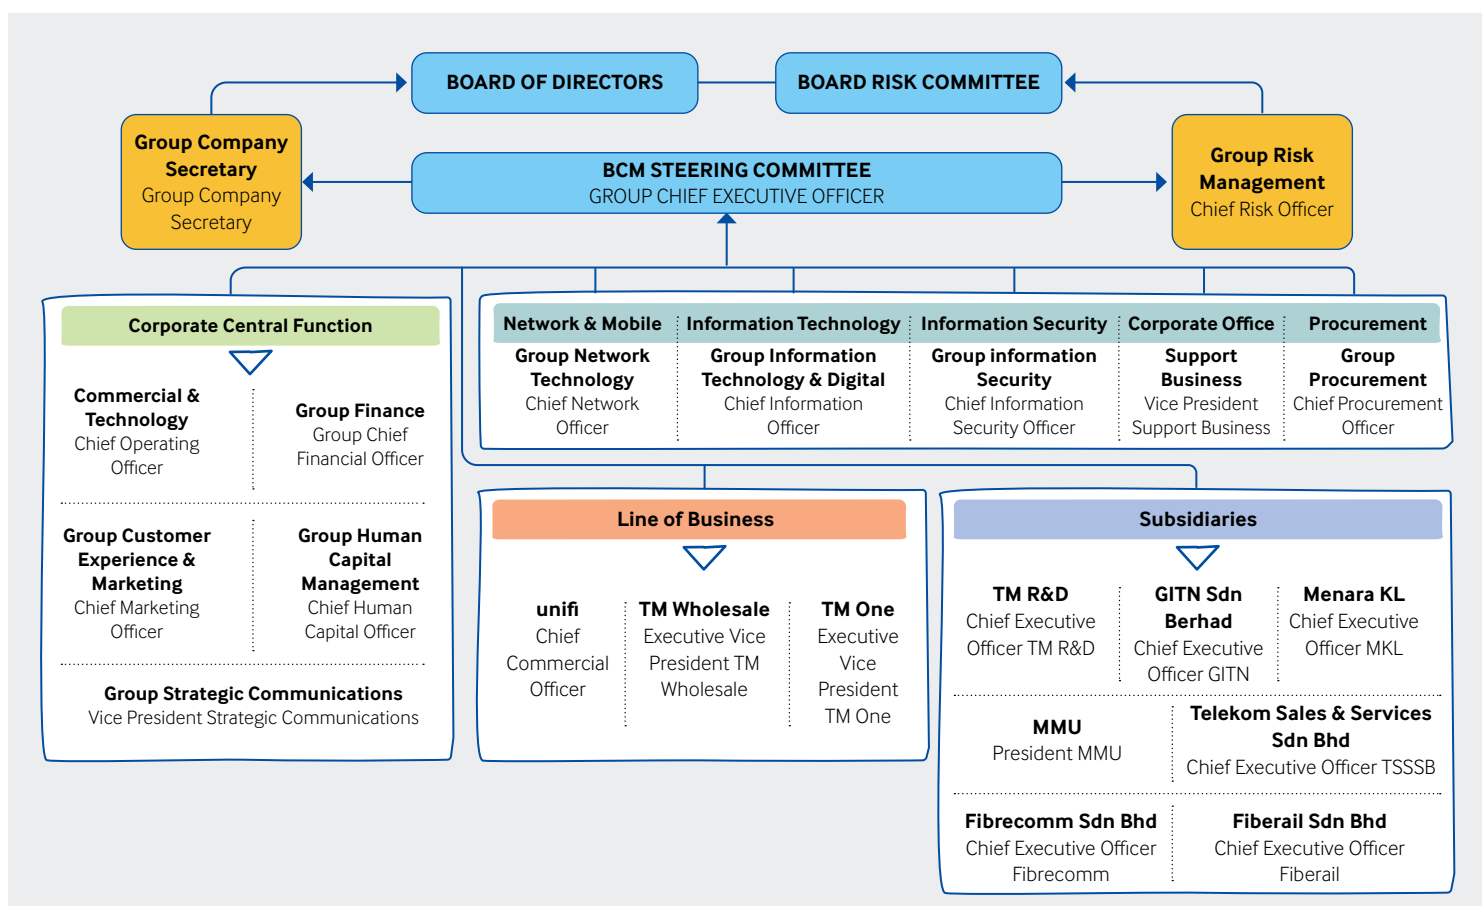 BOARD OF DIRECTORS
BOARD RISK COMMITTEE
Group Company
Secretary
Group Company
Secretary
BCM STEERING COMMITTEE
GROUP CHIEF EXECUTIVE OFFICER
Group Risk
Management
Chief Risk Officer
Corporate Central Function
Commercial &
Technology
Chief Operating
Officer
Group Finance
Group Chief
Financial Officer
Group Customer
Experience &
Marketing
Chief Marketing
Officer
Group Human
Capital
Management
Chief Human
Capital Officer
Group Strategic Communications
Vice President Strategic Communications
Network & Mobile
Group Network
Technology
Chief Network
Officer
Information Technology
Group Information
Technology & Digital
Chief Information
Officer
Information Security
Group information
Security
Chief Information
Security Officer
Corporate Office
Support
Business
Vice President
Support Business
Procurement
Group
Procurement
Chief Procurement
Officer
Line of Business
unifi
Chief
Commercial
Officer
TM Wholesale
Executive Vice
President TM
Wholesale
TM One
Executive
Vice
President
TM One
Subsidiaries
TM R&D
Chief Executive
Officer TM R&D
GITN Sdn
Berhad
Chief Executive
Officer GITN
Menara KL
Chief Executive
Officer MKL
MMU
President MMU
Telekom Sales & Services
Sdn Bhd
Chief Executive Officer TSSSB
Fibrecomm Sdn Bhd
Chief Executive Officer
Fibrecomm
Fiberail Sdn Bhd
Chief Executive Officer
Fiberail